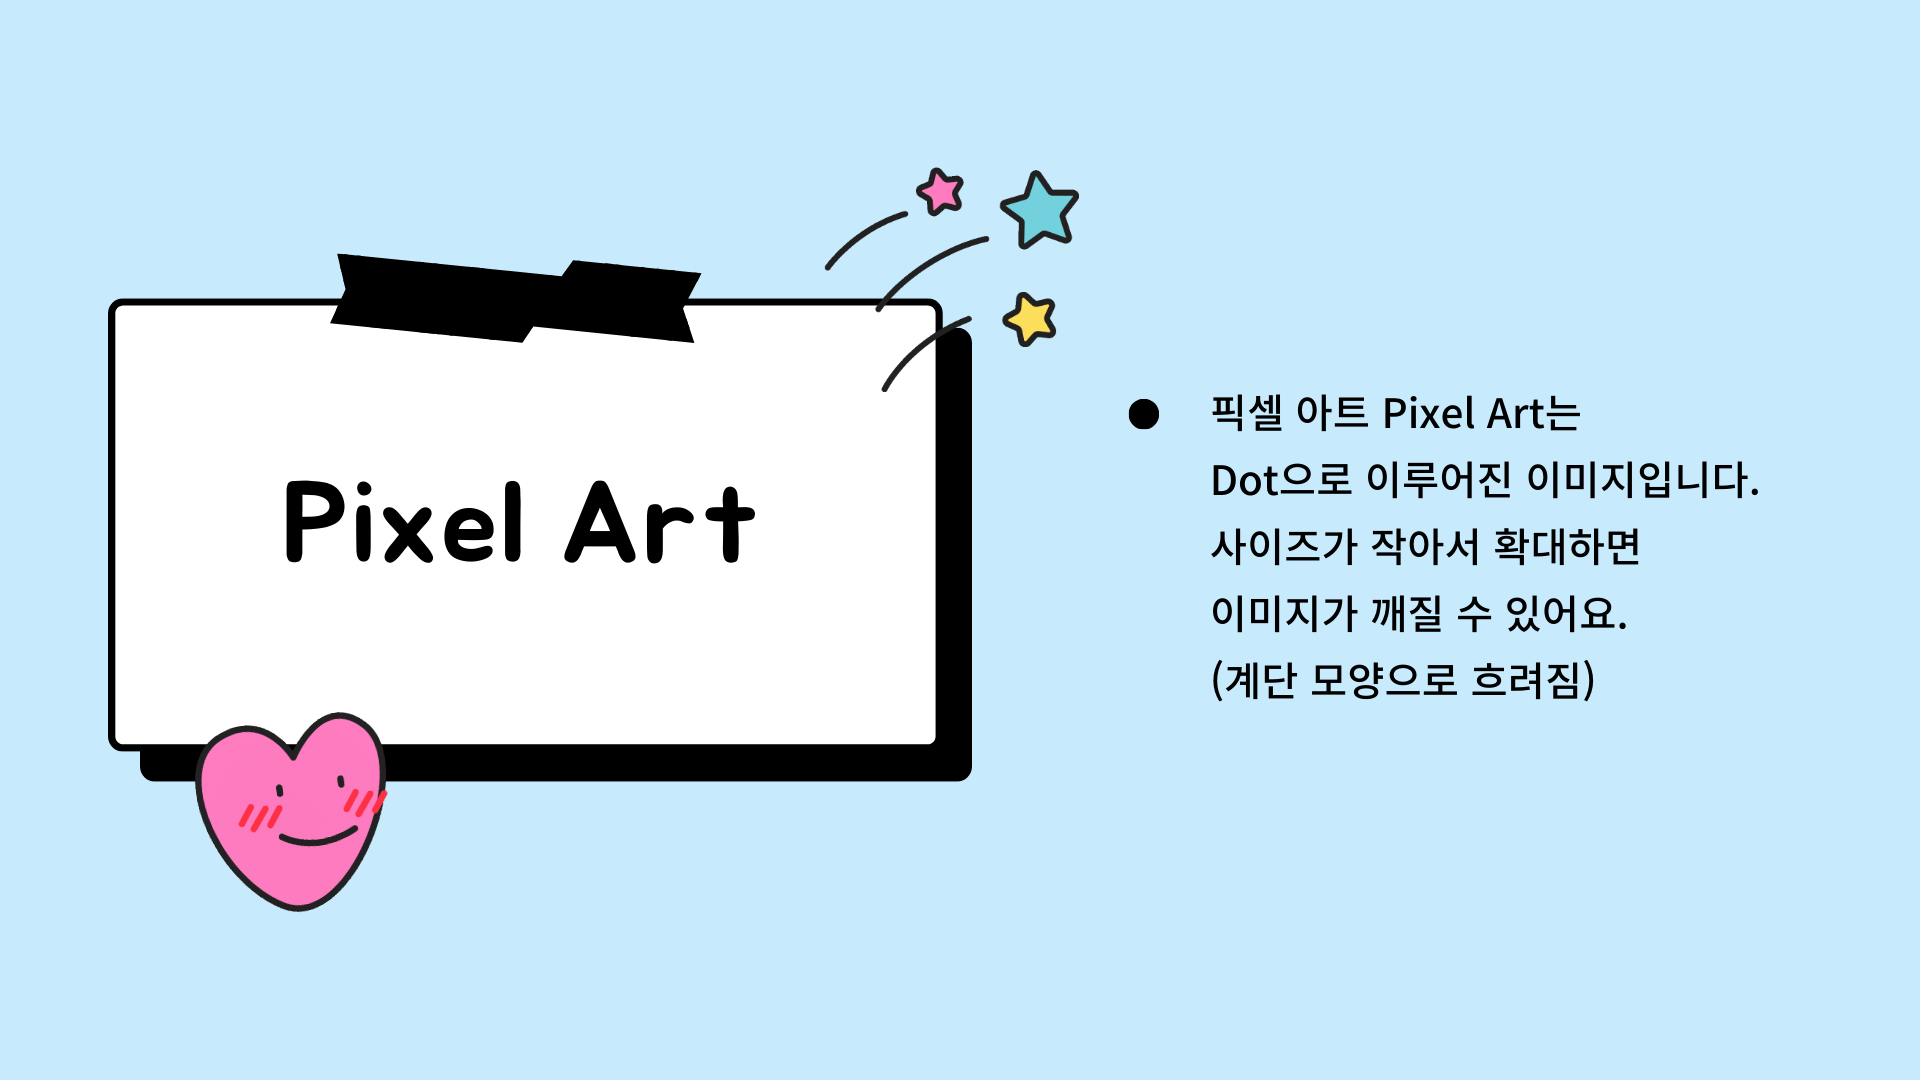 Pixel Art
● 픽셀 아트 Pixel Art는
Dot으로 이루어진 이미지입니다.
사이즈가 작아서 확대하면
이미지가 깨질 수 있어요.
(계단 모양으로 흐려짐)